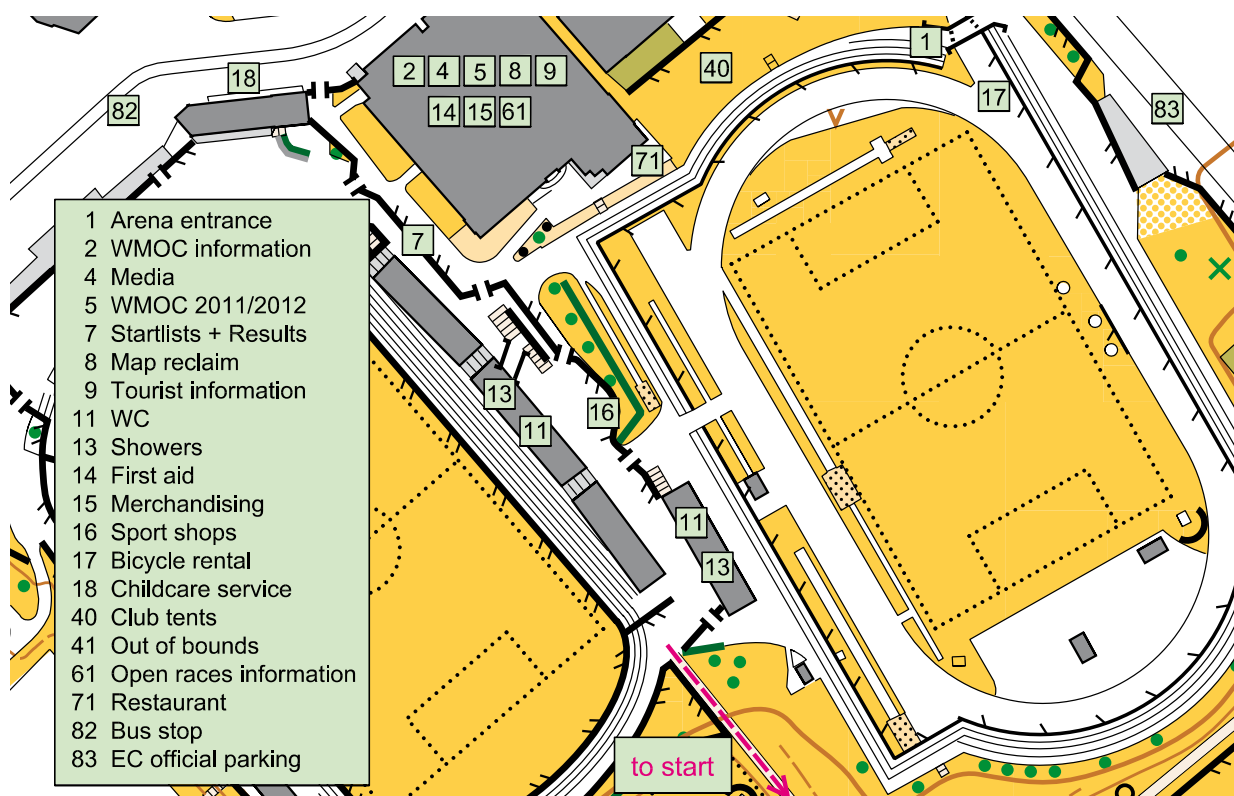 1
18
2 4 5 8 9
40
17
82
14 15 61
83
71
7
1 Arena entrance
2 WMOC information
4 Media
5 WMOC 2011/2012
7 Startlists + Results
8 Map reclaim
9 Tourist information
11 WC
13 Showers
14 First aid
15 Merchandising
16 Sport shops
17 Bicycle rental
18 Childcare service
40 Club tents
41 Out of bounds
61 Open races information
71 Restaurant
82 Bus stop
83 EC official parking
13
16
11
11
13
to start